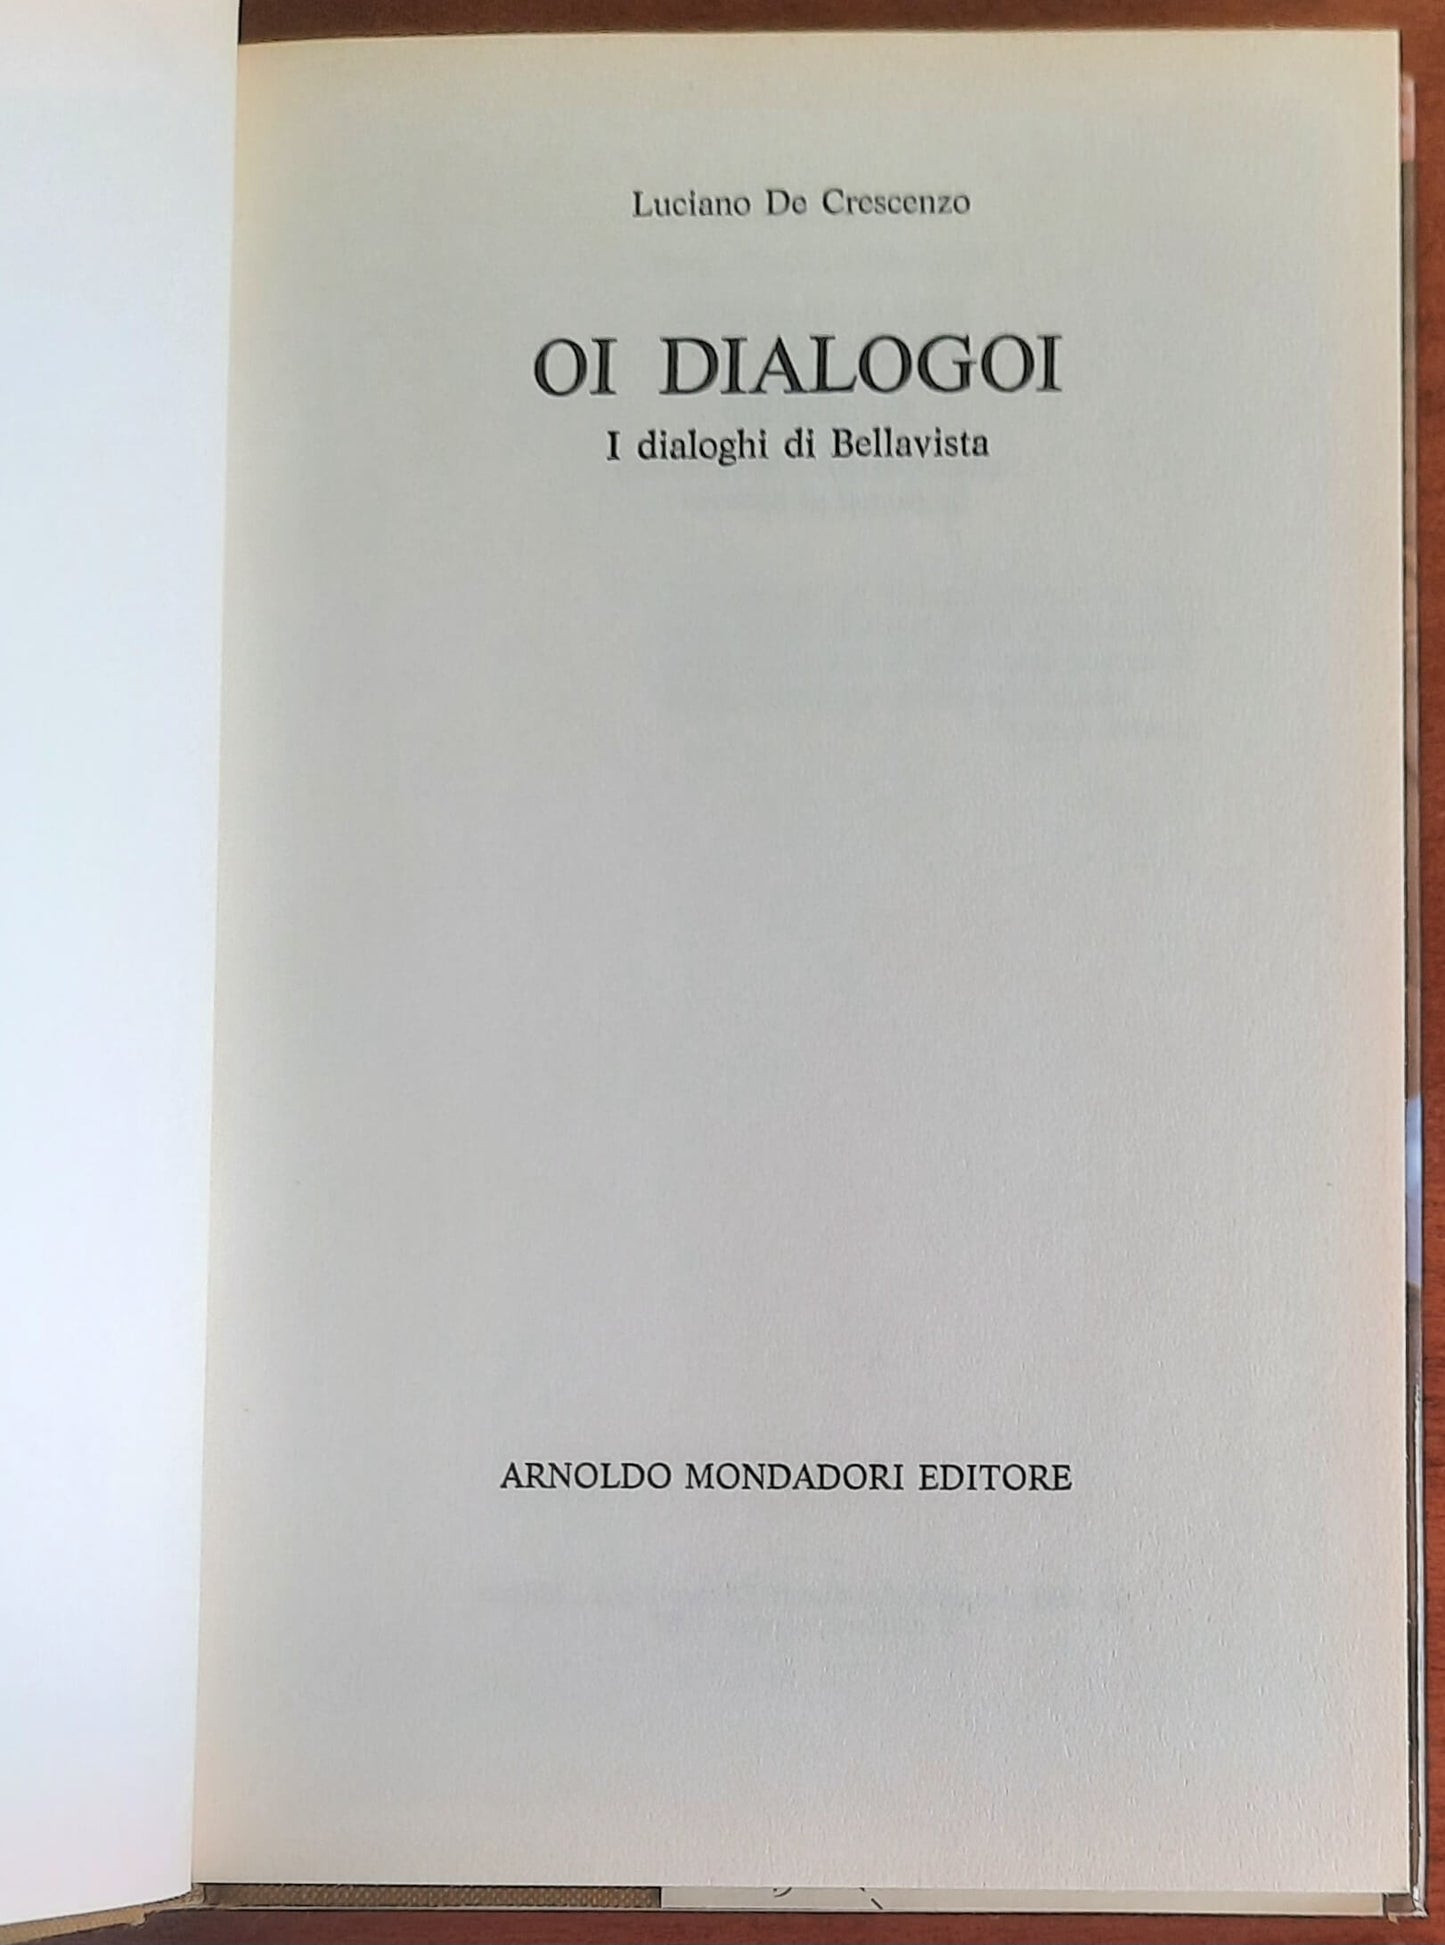 Luciano De Crescenzo
OI DIALOGOI
I dialoghi di Bellavista
ARNOLDO MONDADORI EDITORE